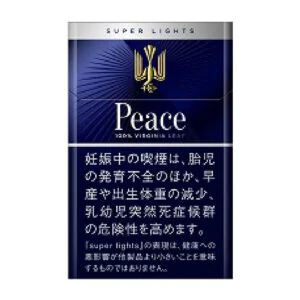 SUPER LIGHTS
Peace
100% VIRGINIA LEAF
妊娠中の喫煙は、胎児
の発育不全のほか、早
産や出生体重の減少、
乳幼児突然死症候群
の危険性を高めます。
「super lights」の表現は、健康への
悪影響が他製品より小さいことを意味
するものではありません。